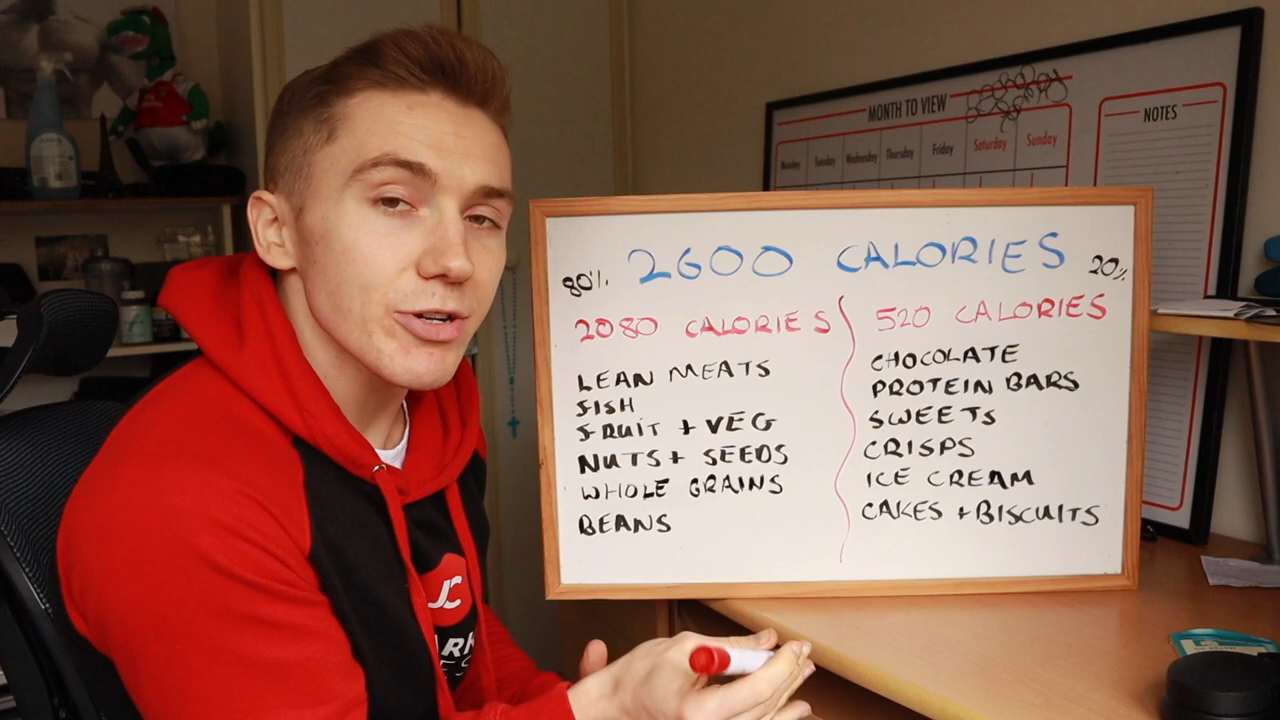 MONTH TO VIEW
Monday Tuesday Wednesday Thursday Friday Saturday Sunday
NOTES
2600 CALORIES
80% 20%
2080 CALORIES 520 CALORIES
LEAN MEATS
FISH
FRUIT + VEG
NUTS + SEEDS
WHOLE GRAINS
BEANS
CHOCOLATE
PROTEIN BARS
SWEETS
CRISPS
ICE CREAM
CAKES + BISCUITS
JC